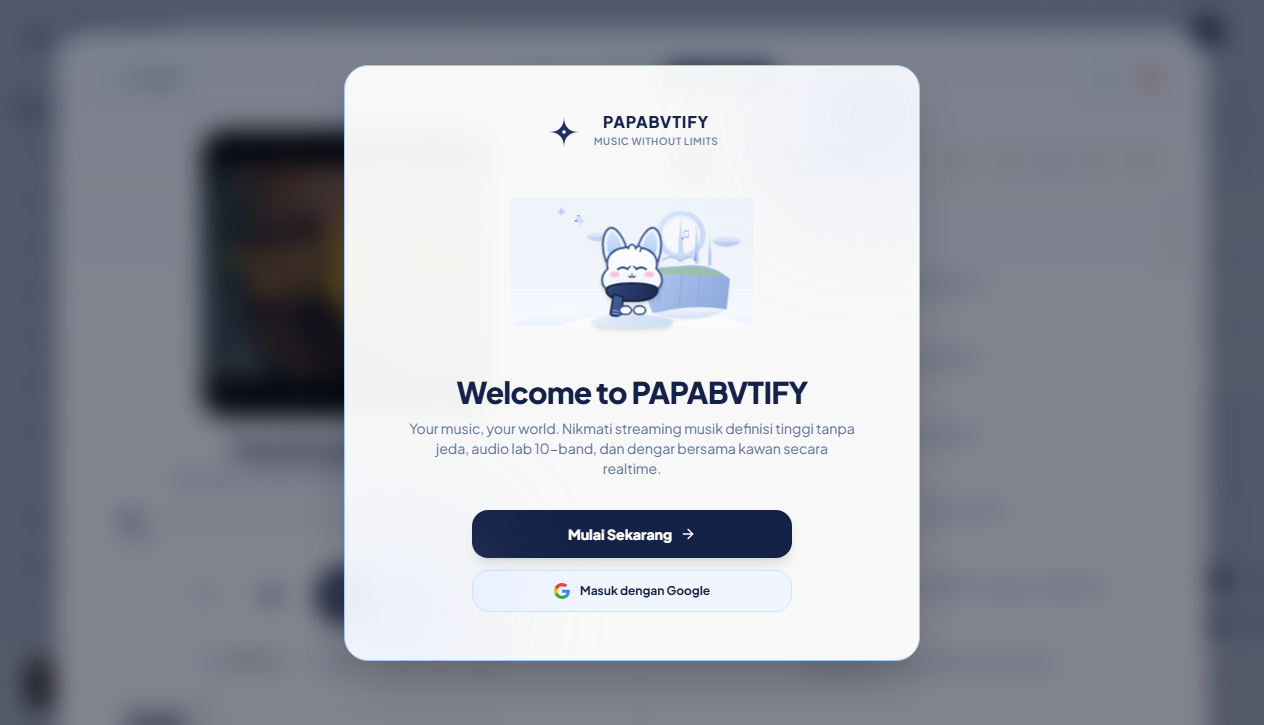 PAPABVTIFY
MUSIC WITHOUT LIMITS
Welcome to PAPABVTIFY
Your music, your world. Nikmati streaming musik definisi tinggi tanpa
jeda, audio lab 10-band, dan dengar bersama kawan secara
realtime.
Mulai Sekarang →
Masuk dengan Google